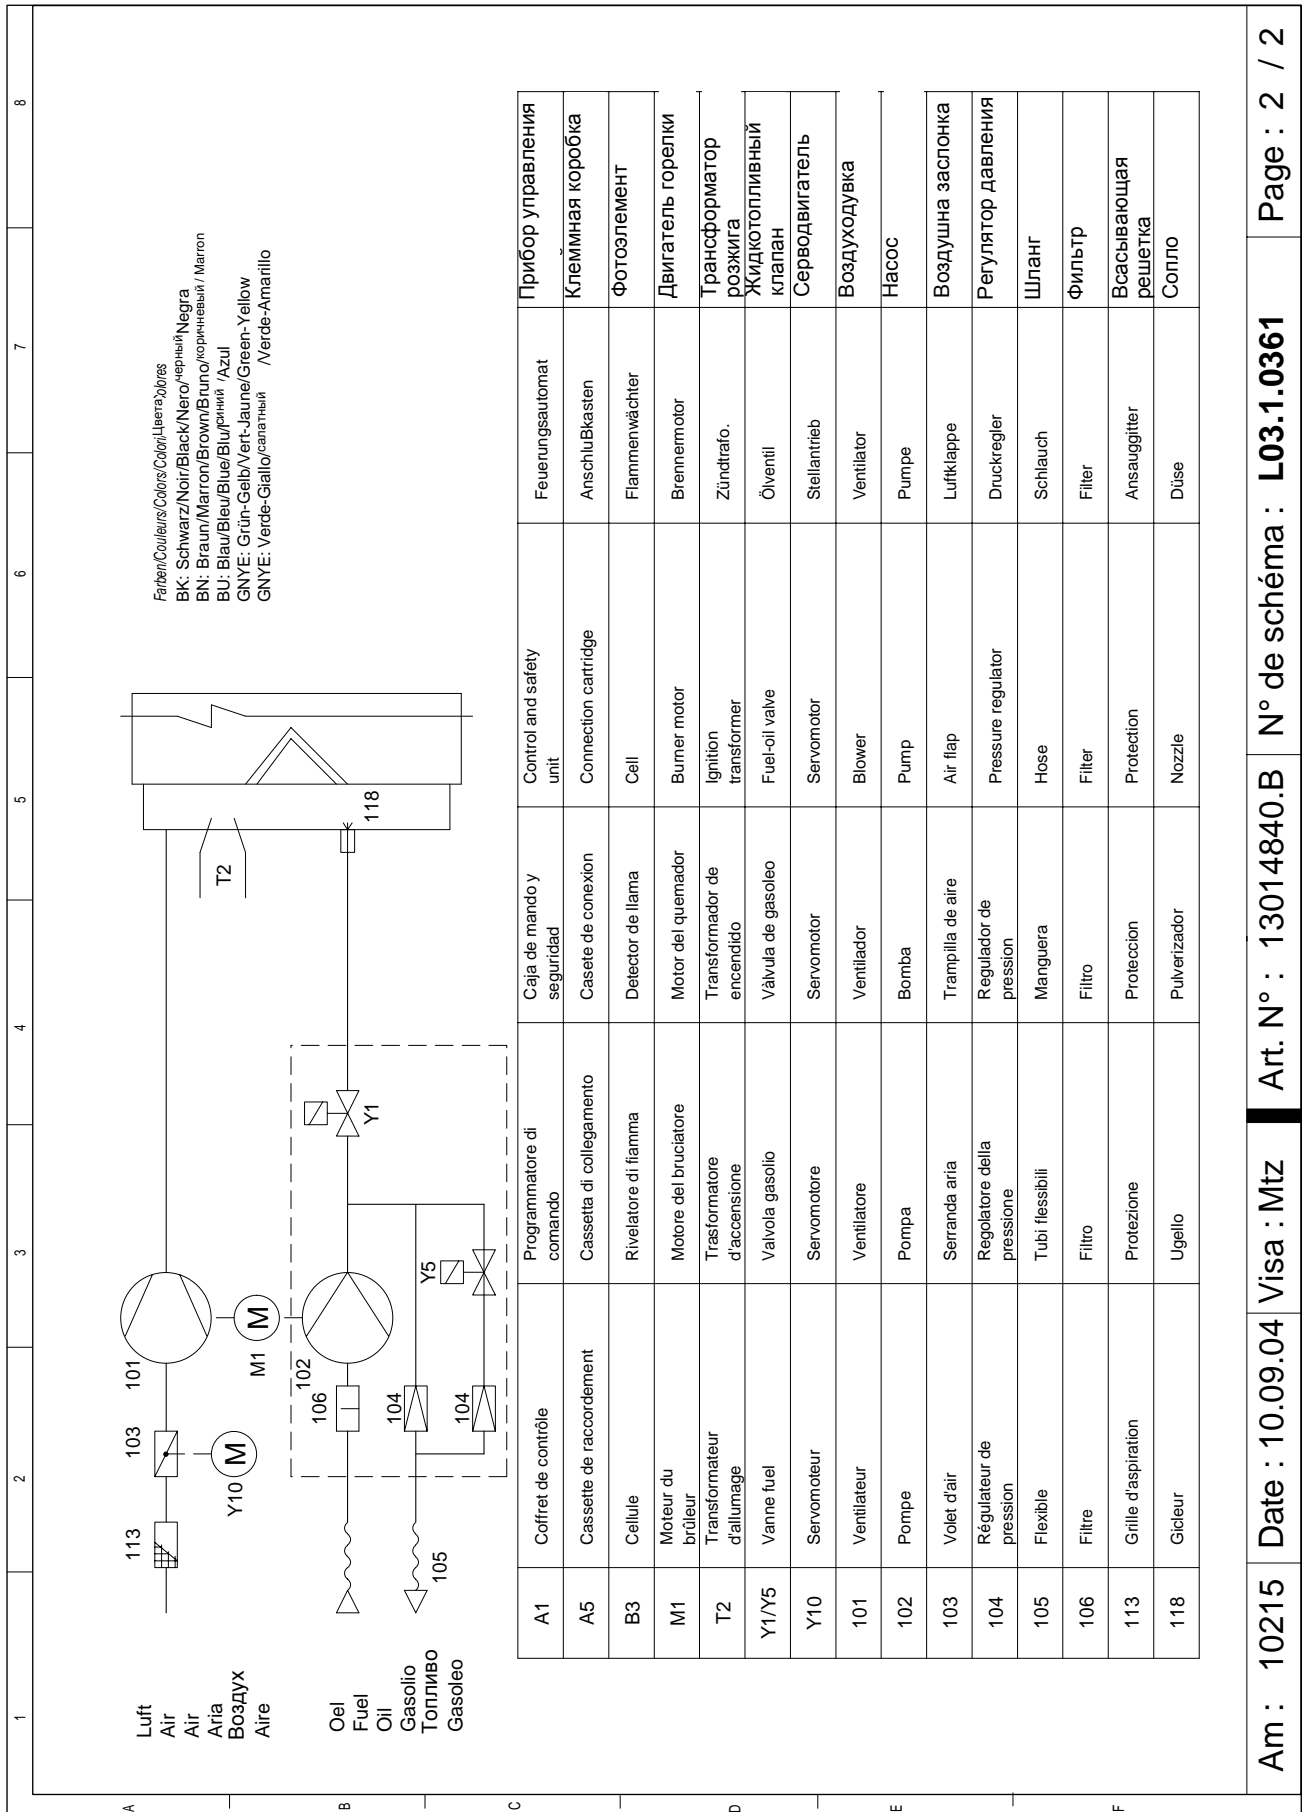 1 2 3 4 5 6 7 8
A
B
C
D
E
F
Luft
Air
Air
Aria
Воздух
Aire
Oel
Fuel
Oil
Gasolio
Топливо
Gasoleo
113
103
Y10
M
101
M1
M
102
106
104
104
105
Y5
Y1
T2
118
Farben/Couleurs/Colors/Colori/Цвета/Colores
BK: Schwarz/Noir/Black/Nero/черный Negra
BN: Braun/Marron/Brown/Bruno/коричневый / Marron
BU: Blau/Bleu/Blue/Blu/синий /Azul
GNYE: Grün-Gelb/Vert-Jaune/Green-Yellow
GNYE: Verde-Giallo/салатный /Verde-Amarillo
A1 Coffret de contrôle Programmatore di comando Caja de mando y seguridad Control and safety unit Feuerungsautomat Прибор управления
A5 Cassette de raccordement Cassetta di collegamento Casete de conexion Connection cartridge AnschluBkasten Клеммная коробка
B3 Cellule Rivelatore di fiamma Detector de llama Cell Flammenwächter Фотоэлемент
M1 Moteur du brûleur Motore del bruciatore Motor del quemador Burner motor Brennermotor Двигатель горелки
T2 Transformateur d'allumage Trasformatore d'accensione Transformador de encendido Ignition transformer Zündtrafo. Трансформатор розжига
Y1/Y5 Vanne fuel Valvola gasolio Vàlvula de gasoleo Fuel-oil valve Ölventil Жидкотопливный клапан
Y10 Servomoteur Servomotore Servomotor Servomotor Stellantrieb Серводвигатель
101 Ventilateur Ventilatore Ventilador Blower Ventilator Воздуходувка
102 Pompe Pompa Bomba Pump Pumpe Насос
103 Volet d'air Serranda aria Trampilla de aire Air flap Luftklappe Воздушна заслонка
104 Régulateur de pression Regolatore della pressione Regulador de pression Pressure regulator Druckregler Регулятор давления
105 Flexible Tubi flessibili Manguera Hose Schlauch Шланг
106 Filtre Filtro Filtro Filter Filter Фильтр
113 Grille d'aspiration Protezione Proteccion Protection Ansauggitter Всасывающая решетка
118 Gicleur Ugello Pulverizador Nozzle Düse Сопло
Am : 10215 Date : 10.09.04 Visa : Mtz Art. N° : 13014840.B N° de schéma : L03.1.0361 Page : 2 / 2